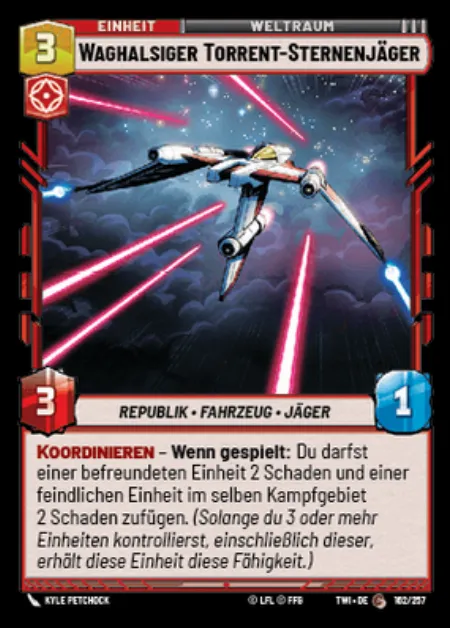 EINHEIT WELTRAUM
3 WAGHALSIGER TORRENT-STERNENJÄGER
3 REPUBLIK • FAHRZEUG • JÄGER 1
KOORDINIEREN – Wenn gespielt: Du darfst
einer befreundeten Einheit 2 Schaden und einer
feindlichen Einheit im selben Kampfgebiet
2 Schaden zufügen. (Solange du 3 oder mehr
Einheiten kontrollierst, einschließlich dieser,
erhält diese Einheit diese Fähigkeit.)
KYLE PETCHOCK © LFL © FFG TWI • DE C 162/257